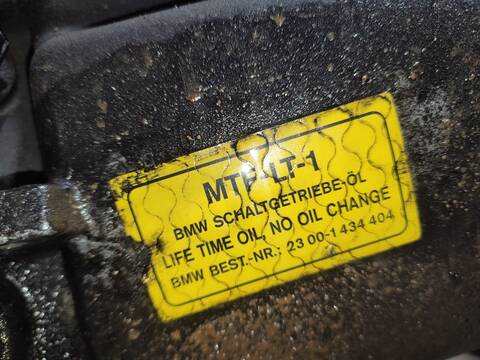 MTF-LT-1
BMW SCHALTGETRIEBE-ÖL
LIFE TIME OIL, NO OIL CHANGE
BMW BEST.-NR.: 23 00-1 434 404